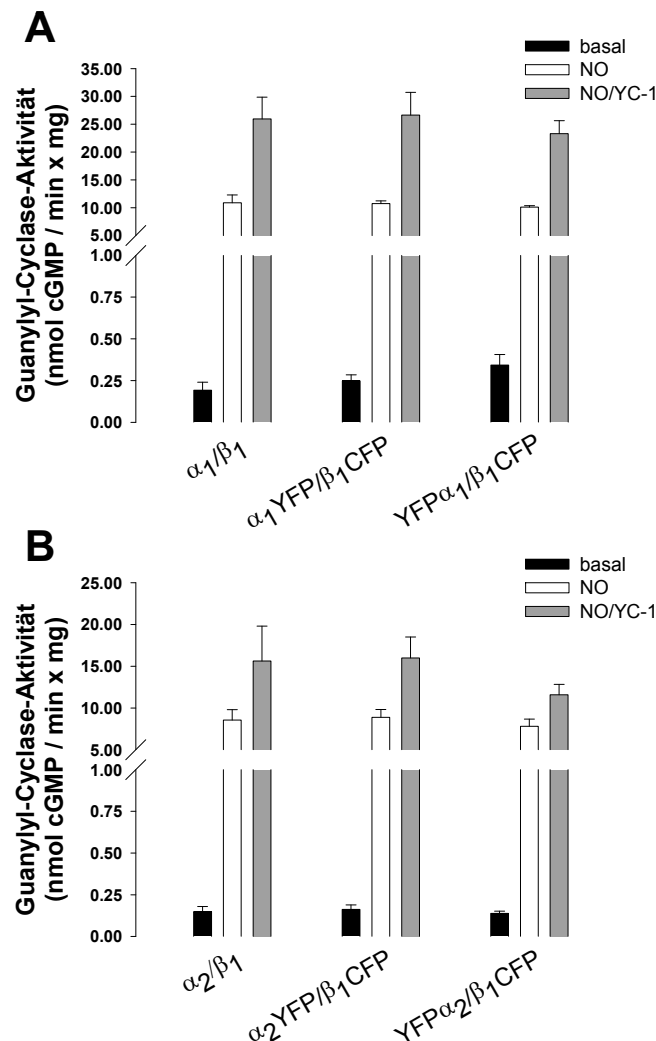 A
basal
NO
NO/YC-1
Guanylyl-Cyclase-Aktivität
(nmol cGMP / min x mg)
35.00
30.00
25.00
20.00
15.00
10.00
5.00
1.00
0.75
0.50
0.25
0.00
α1/β1
α1YFP/β1CFP
YFPα1/β1CFP
B
basal
NO
NO/YC-1
Guanylyl-Cyclase-Aktivität
(nmol cGMP / min x mg)
25.00
20.00
15.00
10.00
5.00
1.00
0.75
0.50
0.25
0.00
α2/β1
α2YFP/β1CFP
YFPα2/β1CFP